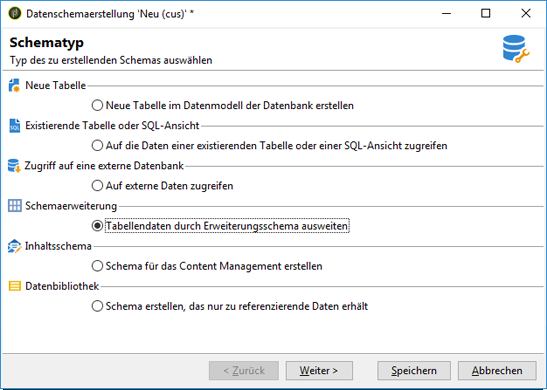 Datenschemaerstellung 'Neu (cus)' *
Schematyp
Typ des zu erstellenden Schemas auswählen
Neue Tabelle
Neue Tabelle im Datenmodell der Datenbank erstellen
Existierende Tabelle oder SQL-Ansicht
Auf die Daten einer existierenden Tabelle oder einer SQL-Ansicht zugreifen
Zugriff auf eine externe Datenbank
Auf externe Daten zugreifen
Schemaerweiterung
Tabellendaten durch Erweiterungsschema ausweiten
Inhaltsschema
Schema für das Content Management erstellen
Datenbibliothek
Schema erstellen, das nur zu referenzierende Daten erhält
< Zurück Weiter > Speichern Abbrechen